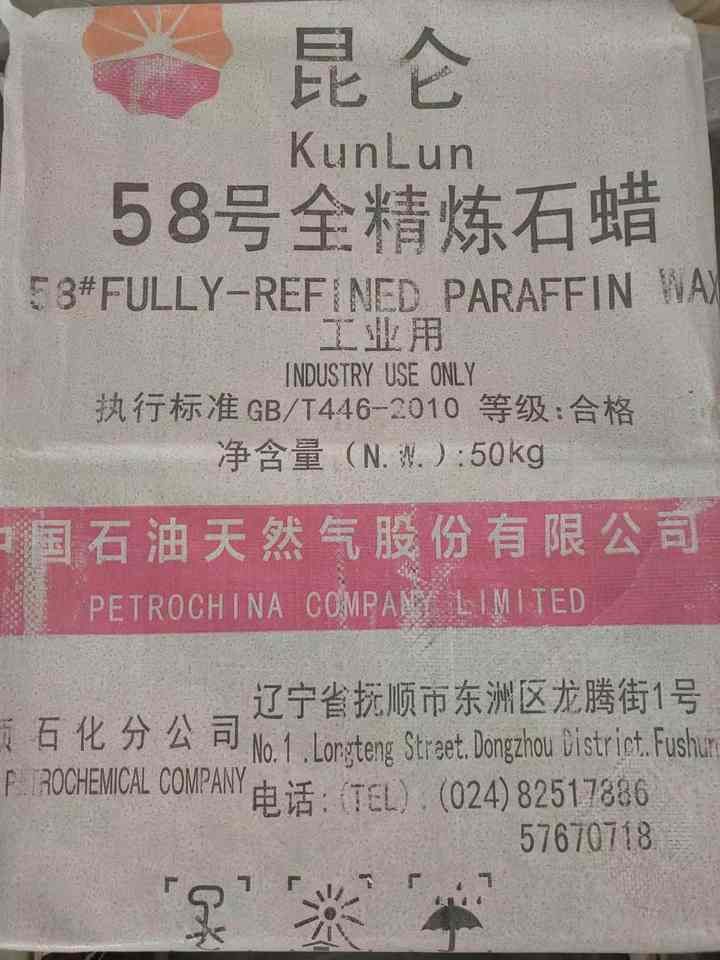 昆仑
KunLun
58号全精炼石蜡
58#FULLY-REFINED PARAFFIN WAX
工业用
INDUSTRY USE ONLY
执行标准GB/T446-2010 等级:合格
净含量(N.W.):50kg
中国石油天然气股份有限公司
PETROCHINA COMPANY LIMITED
石化分公司
PETROCHEMICAL COMPANY
辽宁省抚顺市东洲区龙腾街1号
No.1.Longteng Street.Dongzhou District.Fushun
电话:(TEL).(024)82517886
57670718